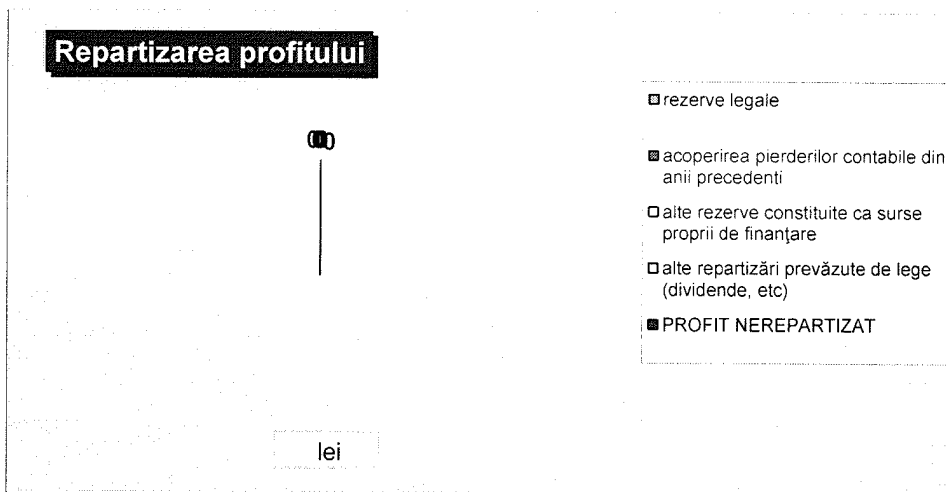 Repartizarea profitului
rezerve legale
acoperirea pierderilor contabile din
anii precedenti
alte rezerve constituite ca surse
proprii de finanţare
alte repartizări prevăzute de lege
(dividende, etc)
PROFIT NEREPARTIZAT
lei